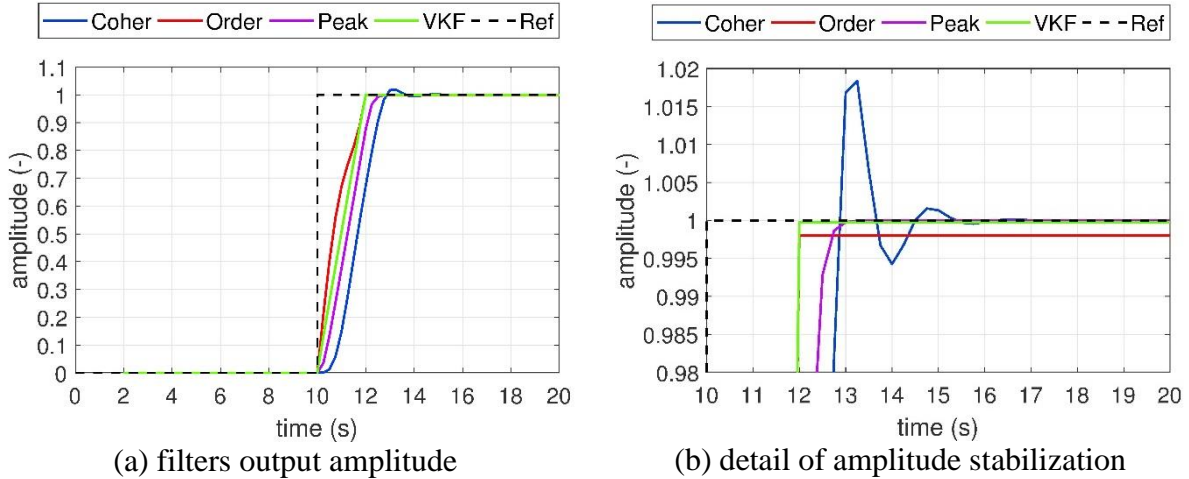 Coher Order Peak VKF Ref
1.1
1
0.9
0.8
0.7
0.6
0.5
0.4
0.3
0.2
0.1
0
amplitude (-)
0 2 4 6 8 10 12 14 16 18 20
time (s)
(a) filters output amplitude
Coher Order Peak VKF Ref
1.02
1.015
1.01
1.005
1
0.995
0.99
0.985
0.98
amplitude (-)
10 11 12 13 14 15 16 17 18 19 20
time (s)
(b) detail of amplitude stabilization